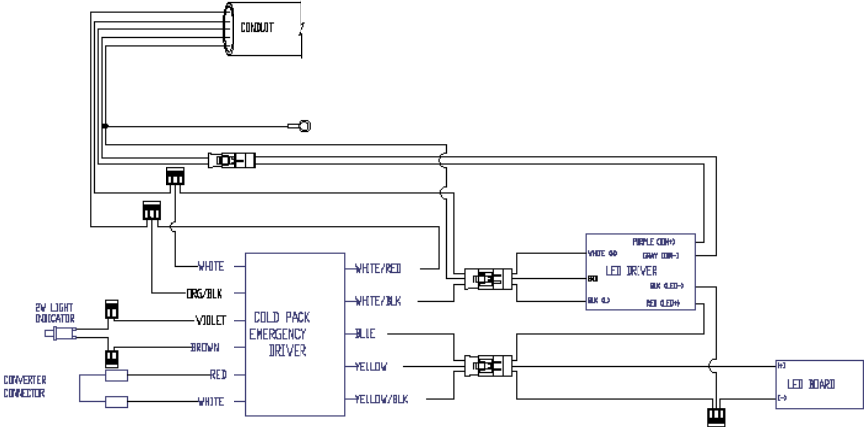 CONDUIT
PURPLE (DIM+)
WHITE (N)
GRAY (DIM-)
LED DRIVER
GRD
BLK (LED-)
BLK (L)
RED (LED+)
WHITE
ORG/BLK
VIOLET
BROWN
RED
WHITE
COLD PACK
EMERGENCY
DRIVER
WHITE/RED
WHITE/BLK
BLUE
YELLOW
YELLOW/BLK
2W LIGHT
INDICATOR
CONVERTER
CONNECTOR
(+)
LED BOARD
(-)